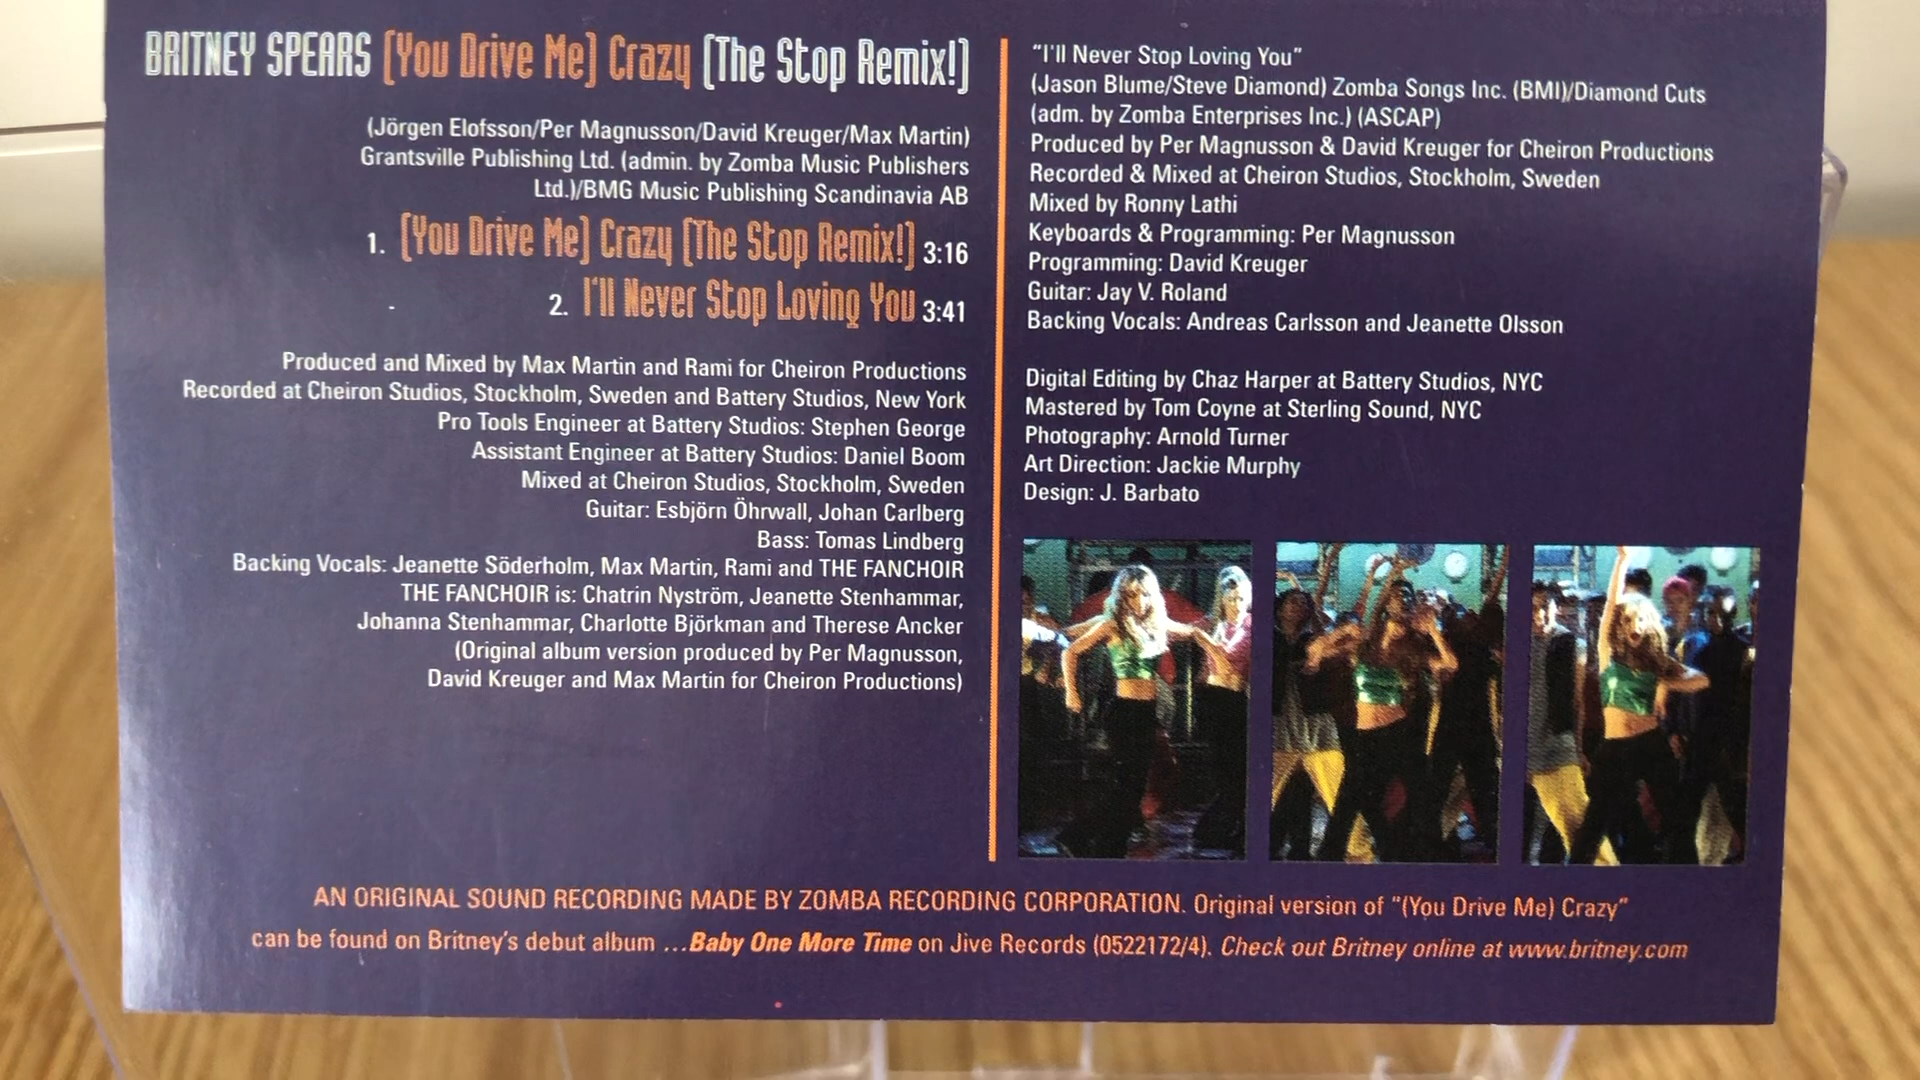 BRITNEY SPEARS (You Drive Me) Crazy (The Stop Remix!)
(Jörgen Elofsson/Per Magnusson/David Kreuger/Max Martin)
Grantsville Publishing Ltd. (admin. by Zomba Music Publishers
Ltd.)/BMG Music Publishing Scandinavia AB
1. (You Drive Me) Crazy (The Stop Remix!) 3:16
2. I'll Never Stop Loving You 3:41
Produced and Mixed by Max Martin and Rami for Cheiron Productions
Recorded at Cheiron Studios, Stockholm, Sweden and Battery Studios, New York
Pro Tools Engineer at Battery Studios: Stephen George
Assistant Engineer at Battery Studios: Daniel Boom
Mixed at Cheiron Studios, Stockholm, Sweden
Guitar: Esbjörn Öhrwall, Johan Carlberg
Bass: Tomas Lindberg
Backing Vocals: Jeanette Söderholm, Max Martin, Rami and THE FANCHOIR
THE FANCHOIR is: Chatrin Nyström, Jeanette Stenhammar,
Johanna Stenhammar, Charlotte Björkman and Therese Ancker
(Original album version produced by Per Magnusson,
David Kreuger and Max Martin for Cheiron Productions)
"I'll Never Stop Loving You"
(Jason Blume/Steve Diamond) Zomba Songs Inc. (BMI)/Diamond Cuts
(adm. by Zomba Enterprises Inc.) (ASCAP)
Produced by Per Magnusson & David Kreuger for Cheiron Productions
Recorded & Mixed at Cheiron Studios, Stockholm, Sweden
Mixed by Ronny Lathi
Keyboards & Programming: Per Magnusson
Programming: David Kreuger
Guitar: Jay V. Roland
Backing Vocals: Andreas Carlsson and Jeanette Olsson
Digital Editing by Chaz Harper at Battery Studios, NYC
Mastered by Tom Coyne at Sterling Sound, NYC
Photography: Arnold Turner
Art Direction: Jackie Murphy
Design: J. Barbato
AN ORIGINAL SOUND RECORDING MADE BY ZOMBA RECORDING CORPORATION. Original version of "(You Drive Me) Crazy"
can be found on Britney's debut album ...Baby One More Time on Jive Records (0522172/4). Check out Britney online at www.britney.com